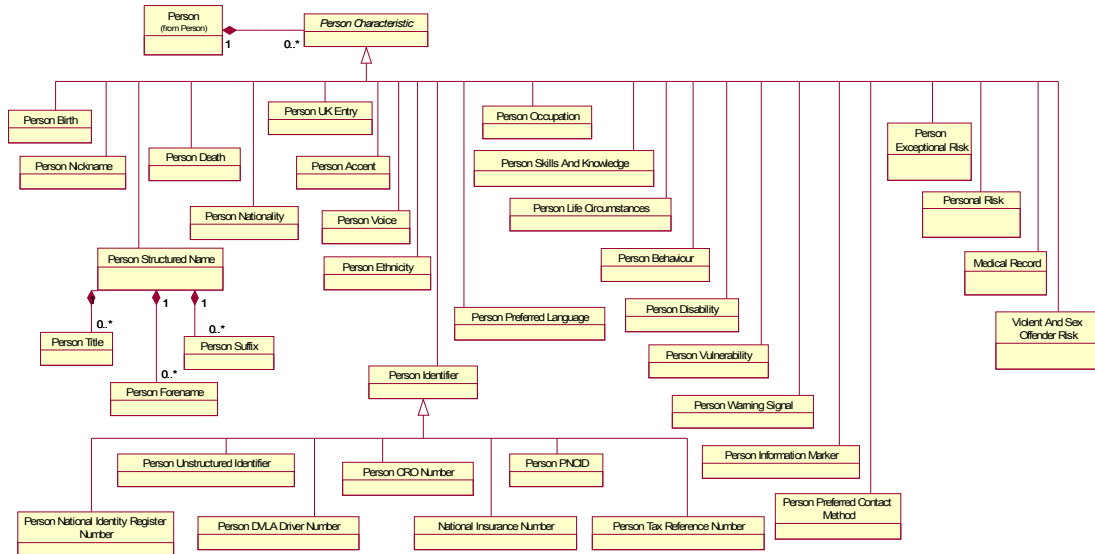 Person
(from Person)
Person Characteristic
1
0..*
Person Birth
Person UK Entry
Person Occupation
Person
Exceptional Risk
Person Nickname
Person Death
Person Accent
Person Skills And Knowledge
Personal Risk
Person Nationality
Person Voice
Person Life Circumstances
Person Structured Name
Person Ethnicity
Person Behaviour
Medical Record
1
1
1
0..*
0..*
0..*
Person Title
Person Suffix
Person Forename
Person Preferred Language
Person Disability
Violent And Sex
Offender Risk
Person Vulnerability
Person Identifier
Person Warning Signal
Person Information Marker
Person Unstructured Identifier
Person CRO Number
Person PNCID
Person Preferred Contact
Method
Person National Identity Register
Number
Person DVLA Driver Number
National Insurance Number
Person Tax Reference Number